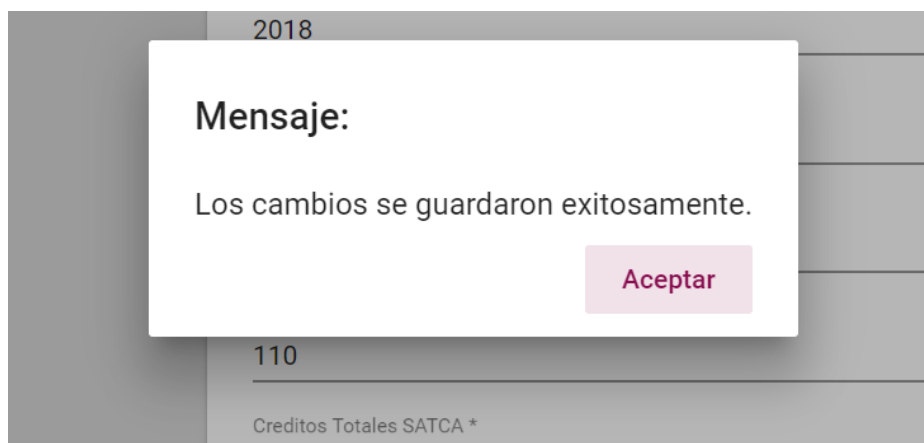 2018
Mensaje:
Los cambios se guardaron exitosamente.
Aceptar
110
Creditos Totales SATCA *